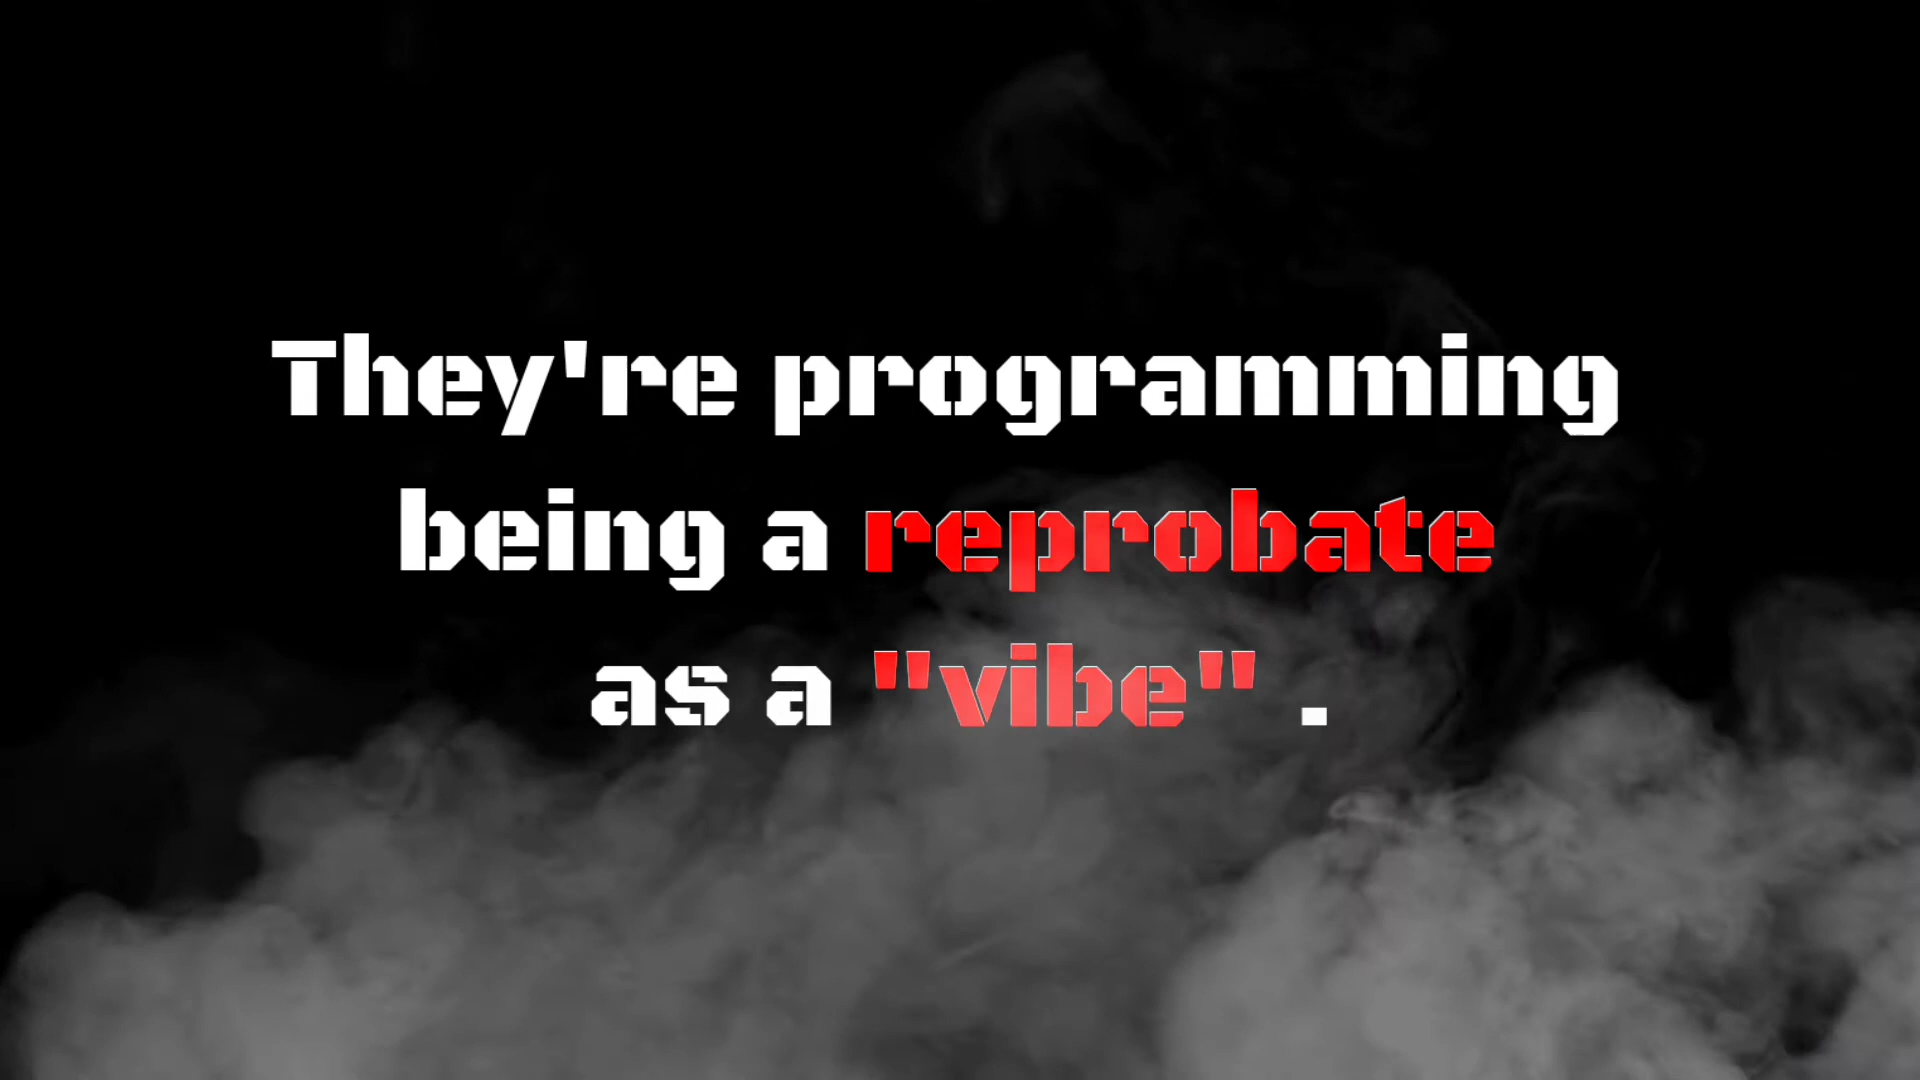 They're programming
being a reprobate
as a "vibe" .